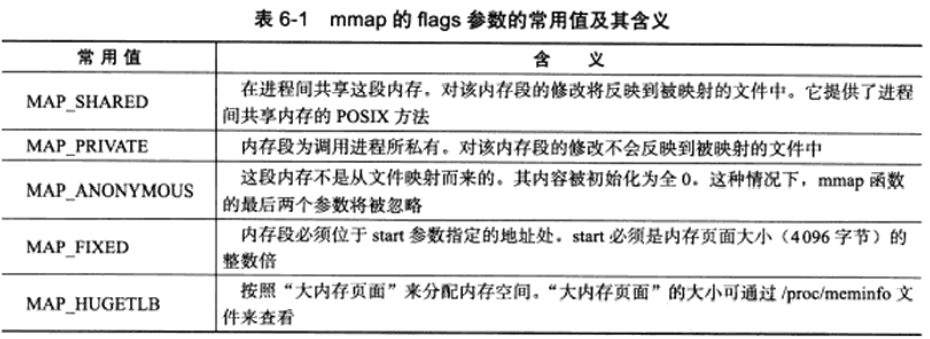 表 6-1 mmap 的 flags 参数的常用值及其含义
常用值 含义
MAP_SHARED 在进程间共享这段内存。对该内存段的修改将反映到被映射的文件中。它提供了进程
间共享内存的 POSIX 方法
MAP_PRIVATE 内存段为调用进程所私有。对该内存段的修改不会反映到被映射的文件中
MAP_ANONYMOUS 这段内存不是从文件映射而来的。其内容被初始化为全 0。这种情况下，mmap 函数
的最后两个参数将被忽略
MAP_FIXED 内存段必须位于 start 参数指定的地址处。start 必须是内存页面大小（4096 字节）的
整数倍
MAP_HUGETLB 按照“大内存页面”来分配内存空间。“大内存页面”的大小可通过 /proc/meminfo 文
件来查看